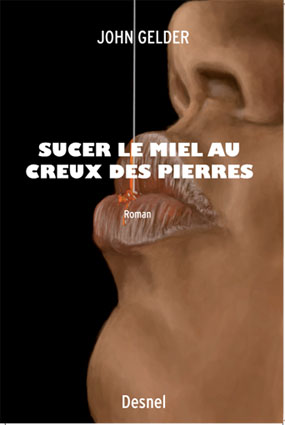 JOHN GELDER
SUCER LE MIEL AU
CREUX DES PIERRES
Roman
Desnel